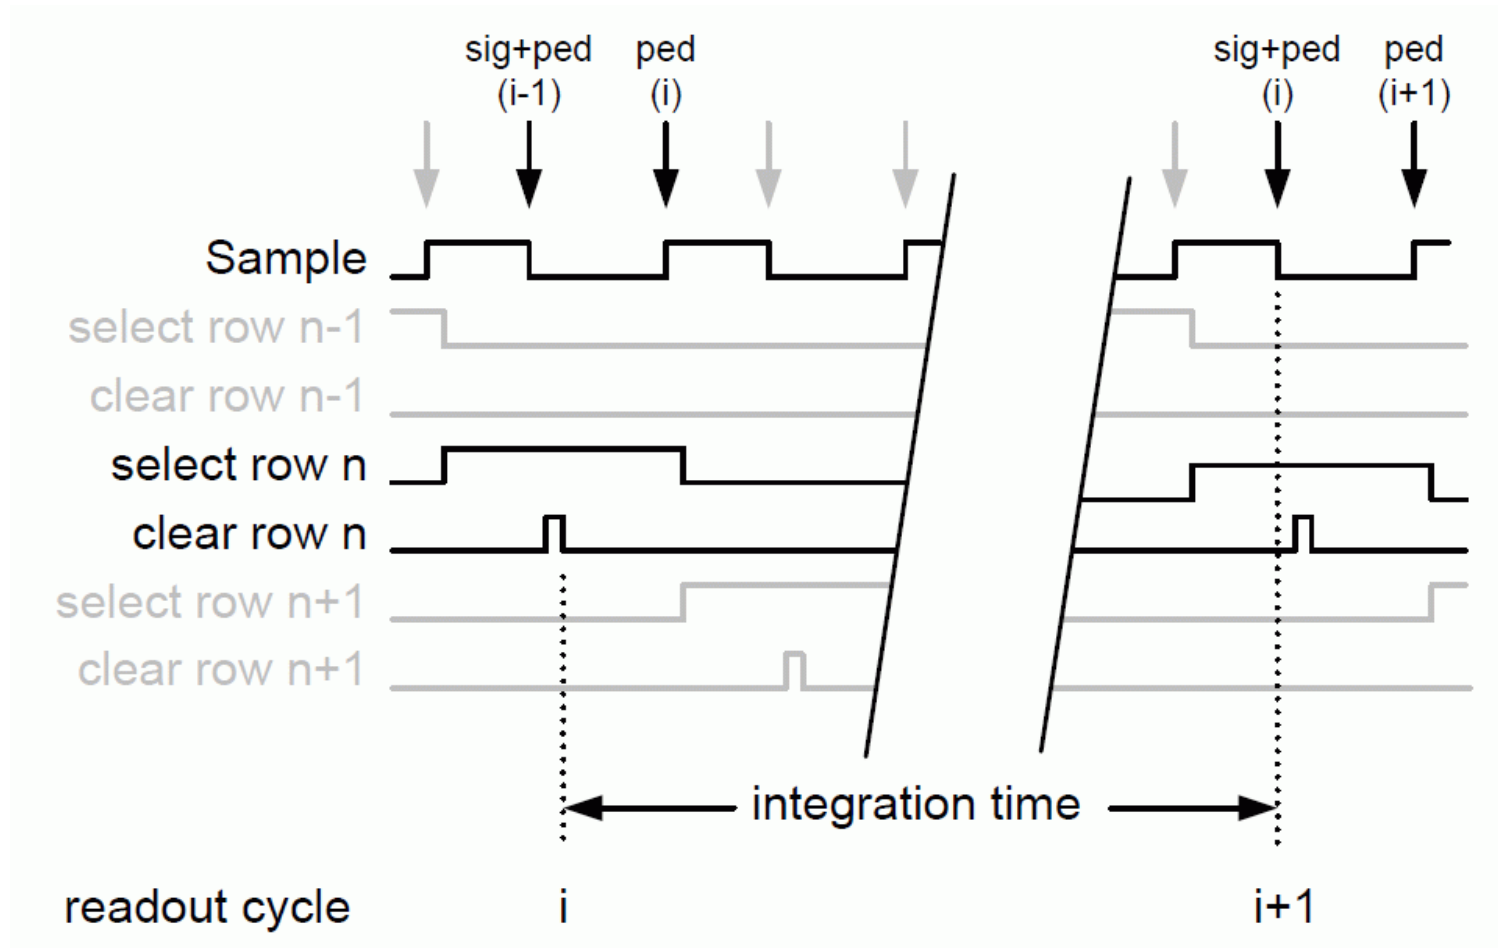 sig+ped ped sig+ped ped
(i-1) (i) (i) (i+1)
Sample
select row n-1
clear row n-1
select row n
clear row n
select row n+1
clear row n+1
integration time
readout cycle i i+1